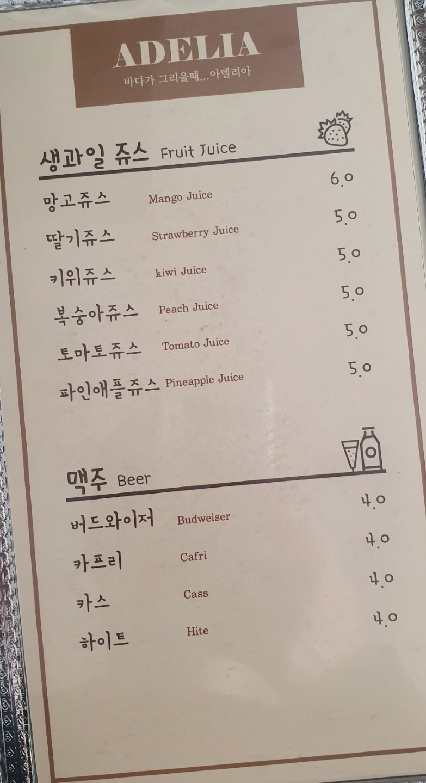 ADELIA
바다가 그리울때...아델리아
생과일 쥬스 Fruit Juice
망고쥬스 Mango Juice 6.0
딸기쥬스 Strawberry Juice 5.0
키위쥬스 kiwi Juice 5.0
복숭아쥬스 Peach Juice 5.0
토마토쥬스 Tomato Juice 5.0
파인애플쥬스 Pineapple Juice 5.0
맥주 Beer
버드와이저 Budweiser 4.0
카프리 Cafri 4.0
카스 Cass 4.0
하이트 Hite 4.0